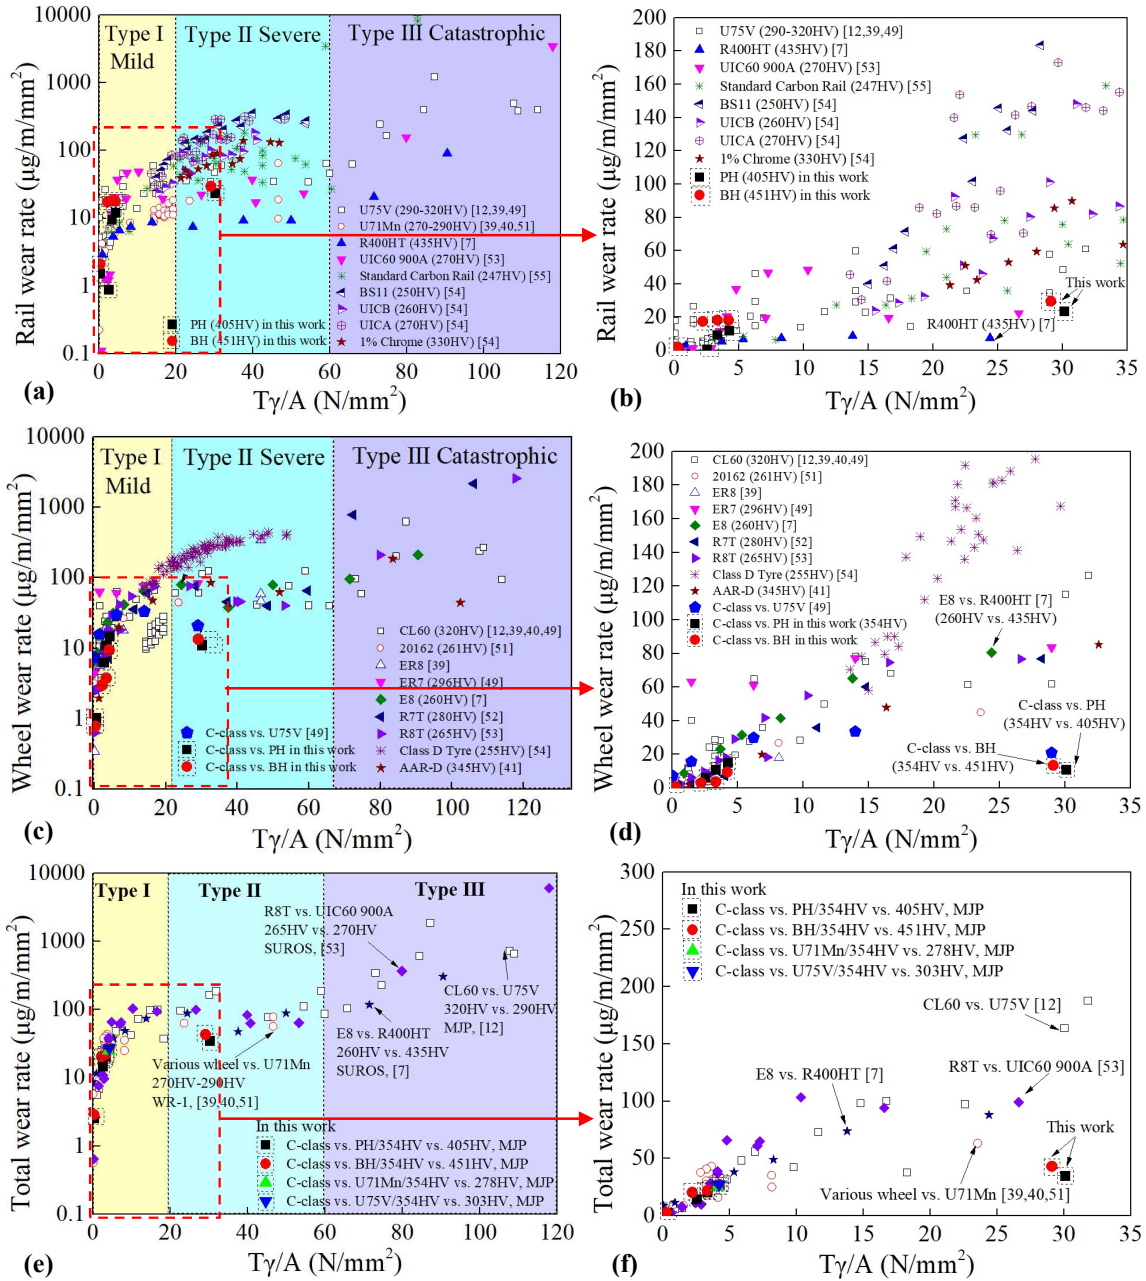 Type I
Mild
Type II Severe
Type III Catastrophic
10000
1000
100
10
1
0.1
Rail wear rate (μg/m/mm²)
U75V (290-320HV) [12,39,49]
U71Mn (270-290HV) [39,40,51]
R400HT (435HV) [7]
UIC60 900A (270HV) [53]
Standard Carbon Rail (247HV) [55]
BS11 (250HV) [54]
UICB (260HV) [54]
UICA (270HV) [54]
1% Chrome (330HV) [54]
PH (405HV) in this work
BH (451HV) in this work
0 20 40 60 80 100 120
Tγ/A (N/mm²)
(a)
200
180
160
140
120
100
80
60
40
20
0
Rail wear rate (μg/m/mm²)
U75V (290-320HV) [12,39,49]
R400HT (435HV) [7]
UIC60 900A (270HV) [53]
Standard Carbon Rail (247HV) [55]
BS11 (250HV) [54]
UICB (260HV) [54]
UICA (270HV) [54]
1% Chrome (330HV) [54]
PH (405HV) in this work
BH (451HV) in this work
This work
R400HT (435HV) [7]
0 5 10 15 20 25 30 35
Tγ/A (N/mm²)
(b)
Type I
Mild
Type II Severe
Type III Catastrophic
10000
1000
100
10
1
0.1
Wheel wear rate (μg/m/mm²)
CL60 (320HV) [12,39,40,49]
20162 (261HV) [51]
ER8 [39]
ER7 (296HV) [49]
E8 (260HV) [7]
R7T (280HV) [52]
R8T (265HV) [53]
Class D Tyre (255HV) [54]
AAR-D (345HV) [41]
C-class vs. U75V [49]
C-class vs. PH in this work
C-class vs. BH in this work
0 20 40 60 80 100 120
Tγ/A (N/mm²)
(c)
200
180
160
140
120
100
80
60
40
20
0
Wheel wear rate (μg/m/mm²)
CL60 (320HV) [12,39,40,49]
20162 (261HV) [51]
ER8 [39]
ER7 (296HV) [49]
E8 (260HV) [7]
R7T (280HV) [52]
R8T (265HV) [53]
Class D Tyre (255HV) [54]
AAR-D (345HV) [41]
C-class vs. U75V [49]
C-class vs. PH in this work (354HV)
C-class vs. BH in this work
E8 vs. R400HT [7]
(260HV vs. 435HV)
C-class vs. PH
(354HV vs. 405HV)
C-class vs. BH
(354HV vs. 451HV)
0 5 10 15 20 25 30 35
Tγ/A (N/mm²)
(d)
Type I
Type II
Type III
10000
1000
100
10
1
0.1
Total wear rate (μg/m/mm²)
R8T vs. UIC60 900A
265HV vs. 270HV
SUROS, [53]
CL60 vs. U75V
320HV vs. 290HV
MJP, [12]
E8 vs. R400HT
260HV vs. 435HV
SUROS, [7]
Various wheel vs. U71Mn
270HV-290HV
WR-1, [39,40,51]
In this work
C-class vs. PH/354HV vs. 405HV, MJP
C-class vs. BH/354HV vs. 451HV, MJP
C-class vs. U71Mn/354HV vs. 278HV, MJP
C-class vs. U75V/354HV vs. 303HV, MJP
0 20 40 60 80 100 120
Tγ/A (N/mm²)
(e)
300
250
200
150
100
50
0
Total wear rate (μg/m/mm²)
In this work
C-class vs. PH/354HV vs. 405HV, MJP
C-class vs. BH/354HV vs. 451HV, MJP
C-class vs. U71Mn/354HV vs. 278HV, MJP
C-class vs. U75V/354HV vs. 303HV, MJP
CL60 vs. U75V [12]
R8T vs. UIC60 900A [53]
E8 vs. R400HT [7]
This work
Various wheel vs. U71Mn [39,40,51]
0 5 10 15 20 25 30 35
Tγ/A (N/mm²)
(f)